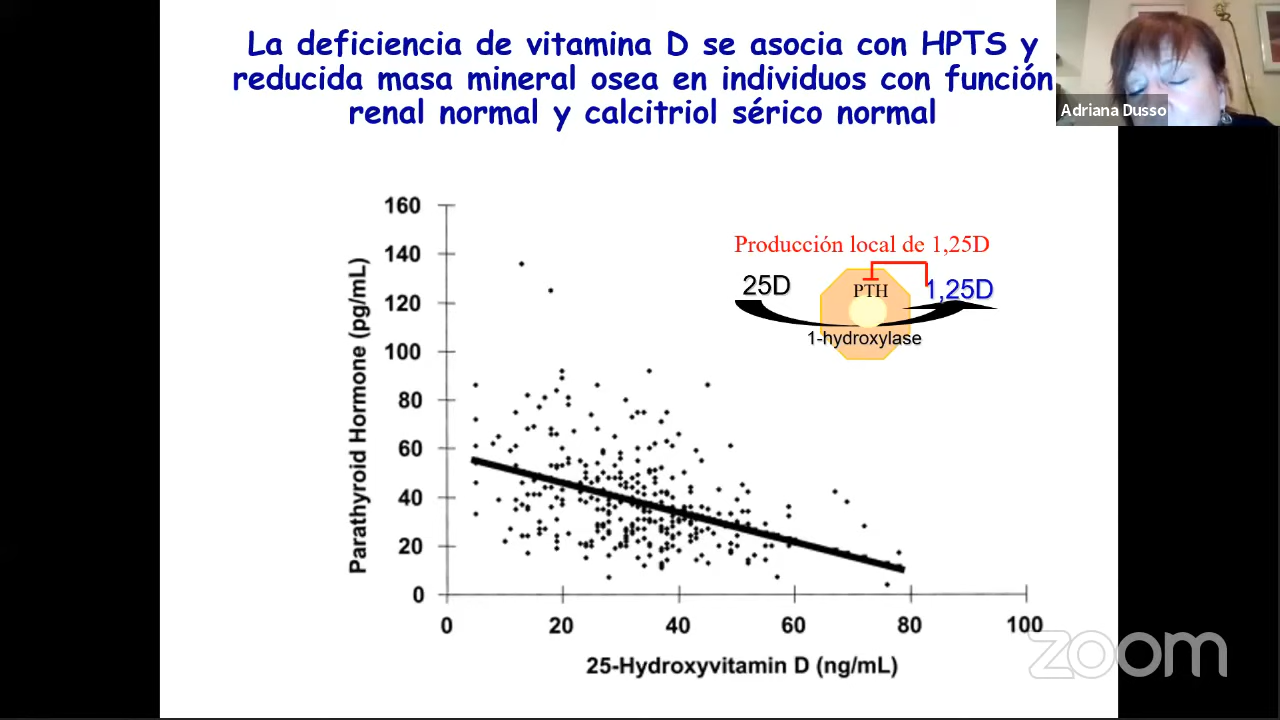 La deficiencia de vitamina D se asocia con HPTS y
reducida masa mineral osea en individuos con función
renal normal y calcitriol sérico normal
Adriana Dusso
Producción local de 1,25D
25D
PTH
1,25D
1-hydroxylase
Parathyroid Hormone (pg/mL)
160
140
120
100
80
60
40
20
0
0 20 40 60 80 100
25-Hydroxyvitamin D (ng/mL)
zoom